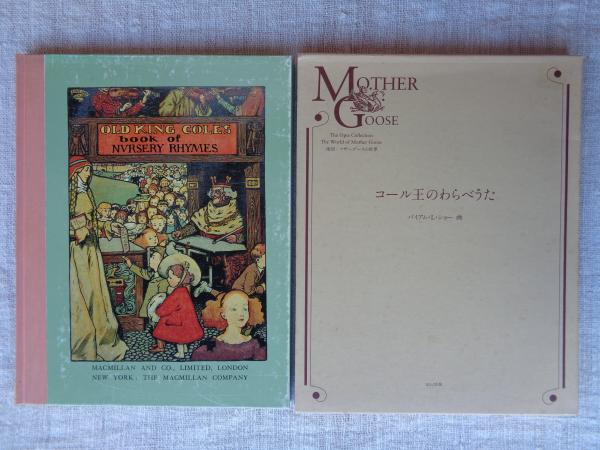 OLD KING COLE'S
book of
NVRSERY RHYMES
MACMILLAN AND CO., LIMITED, LONDON
NEW YORK: THE MACMILLAN COMPANY
MOTHER
GOOSE
The Opie Collection
The World of Mother Goose
コール王のわらべうた
バイアム・L・ショー 画